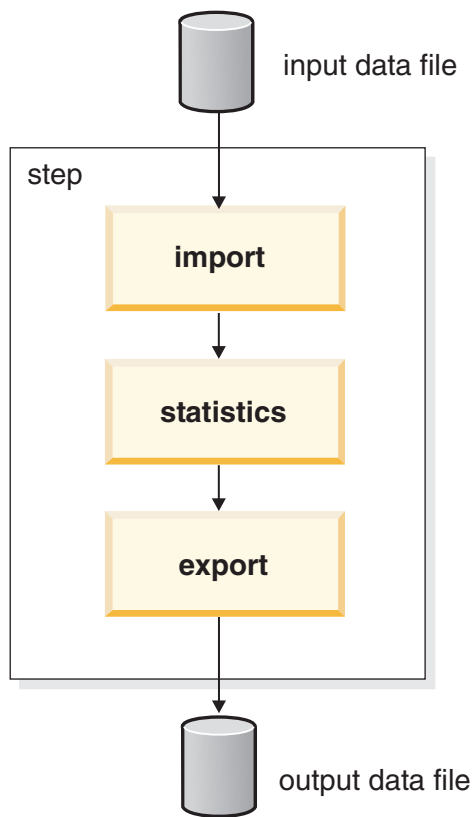 input data file
step
import
statistics
export
output data file